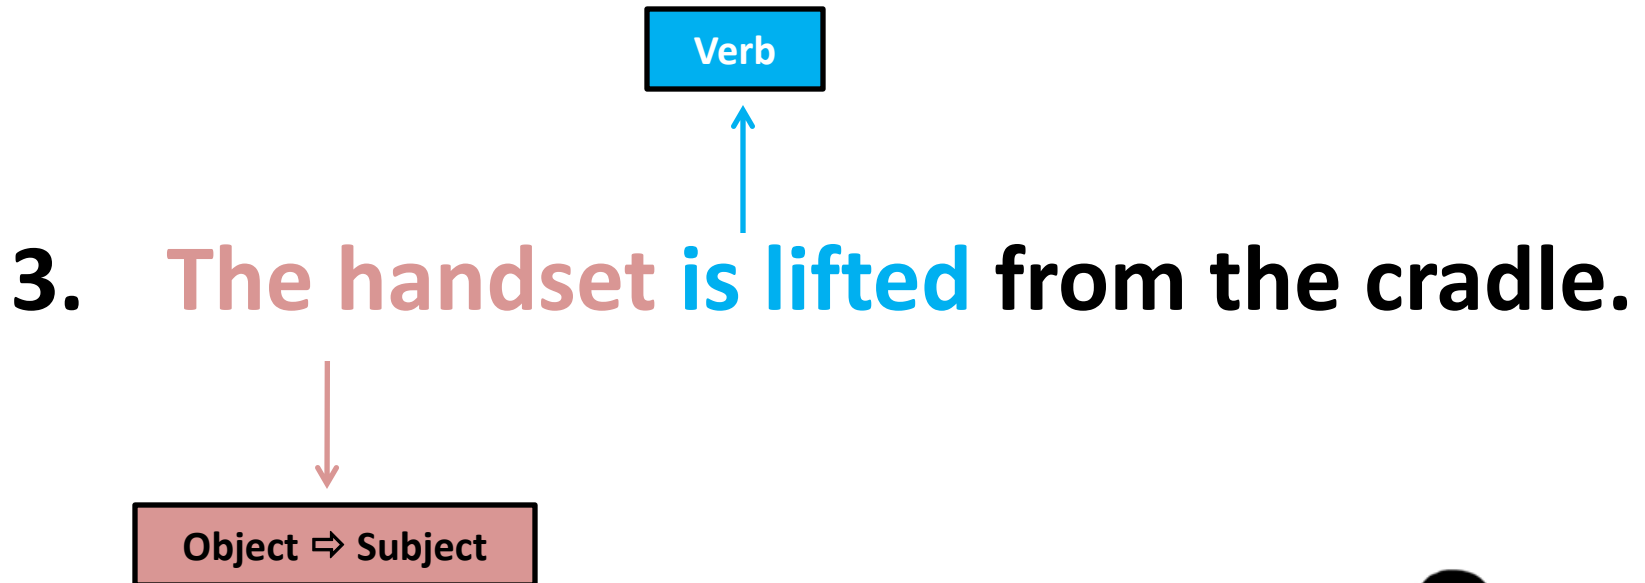 Verb
3. The handset is lifted from the cradle.
Object ⇨ Subject